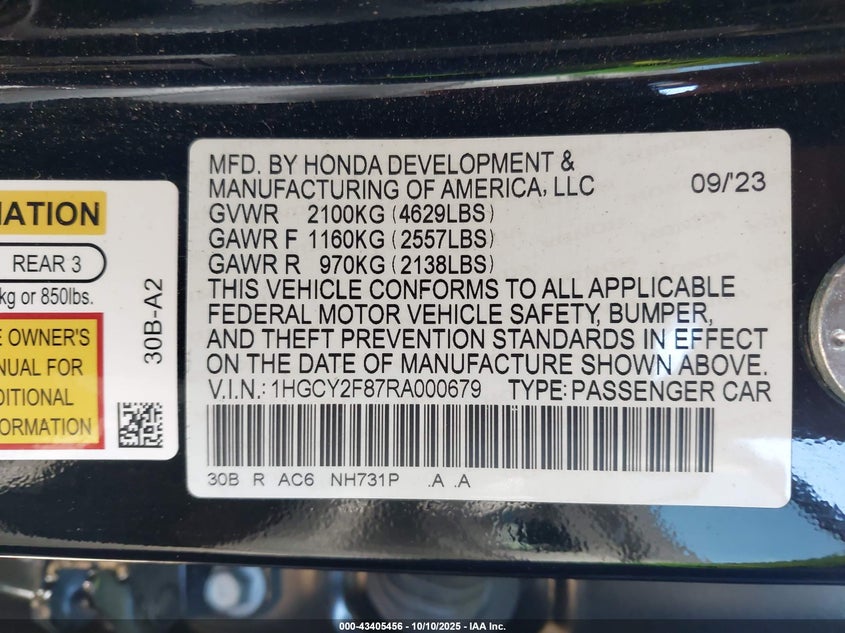 MATION
REAR 3
kg or 850lbs.
OWNER'S
FOR
30B-A2
MFD. BY HONDA DEVELOPMENT &
MANUFACTURING OF AMERICA, LLC 09/'23
GVWR 2100KG (4629LBS)
GAWR F 1160KG (2557LBS)
GAWR R 970KG (2138LBS)
THIS VEHICLE CONFORMS TO ALL APPLICABLE
FEDERAL MOTOR VEHICLE SAFETY, BUMPER,
AND THEFT PREVENTION STANDARDS IN EFFECT
ON THE DATE OF MANUFACTURE SHOWN ABOVE.
V.I.N.: 1HGCY2F87RA000679 TYPE: PASSENGER CAR
30B R AC6 NH731P .A .A
000-43405456 - 10/10/2025 - IAA Inc.